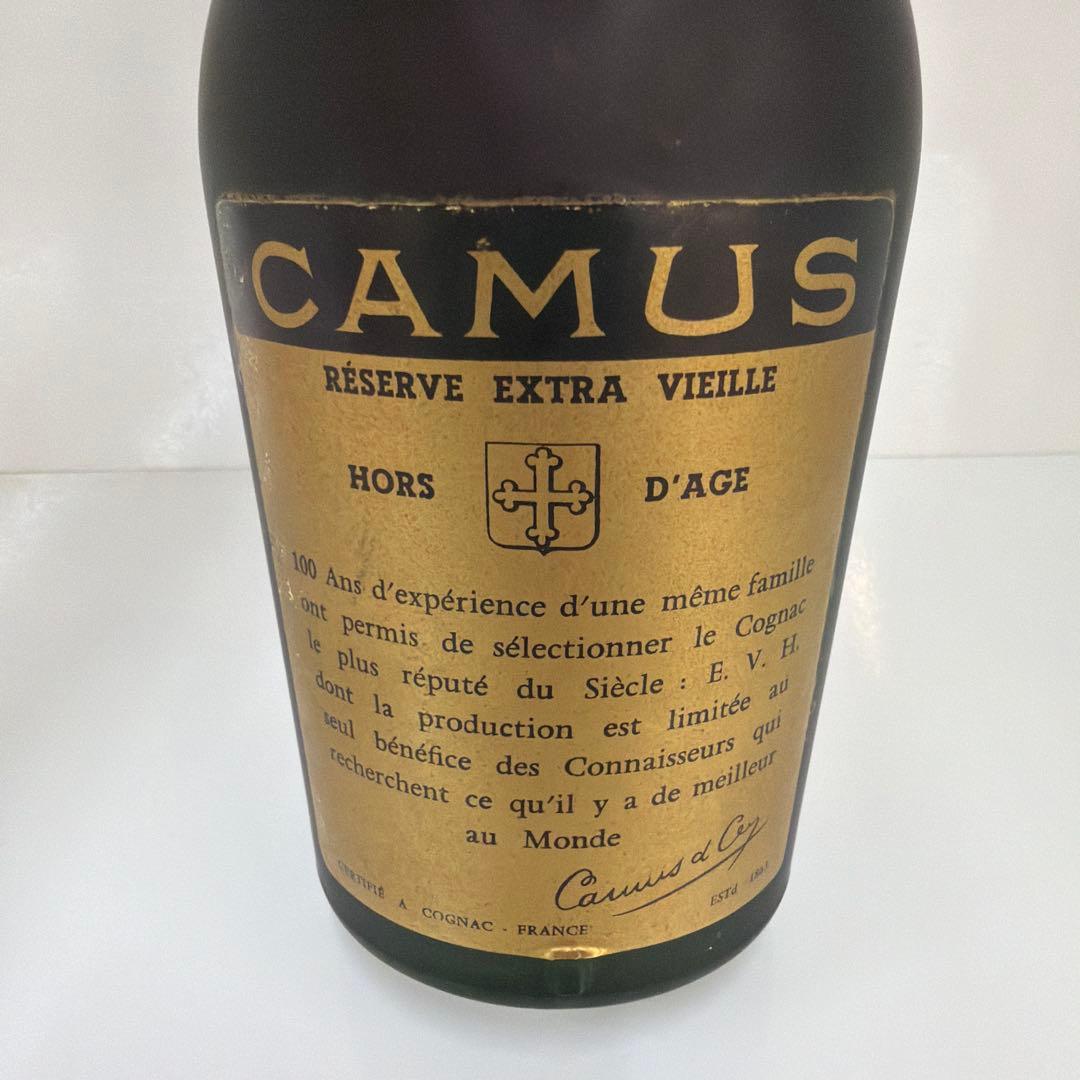 CAMUS
RÉSERVE EXTRA VIEILLE
HORS D'AGE
100 Ans d'expérience d'une même famille
ont permis de sélectionner le Cognac
le plus réputé du Siècle : E. V. H.
dont la production est limitée au
seul bénéfice des Connaisseurs qui
recherchent ce qu'il y a de meilleur
au Monde
Camus & Cy
CERTIFIÉ A COGNAC - FRANCE
ESTd 1863